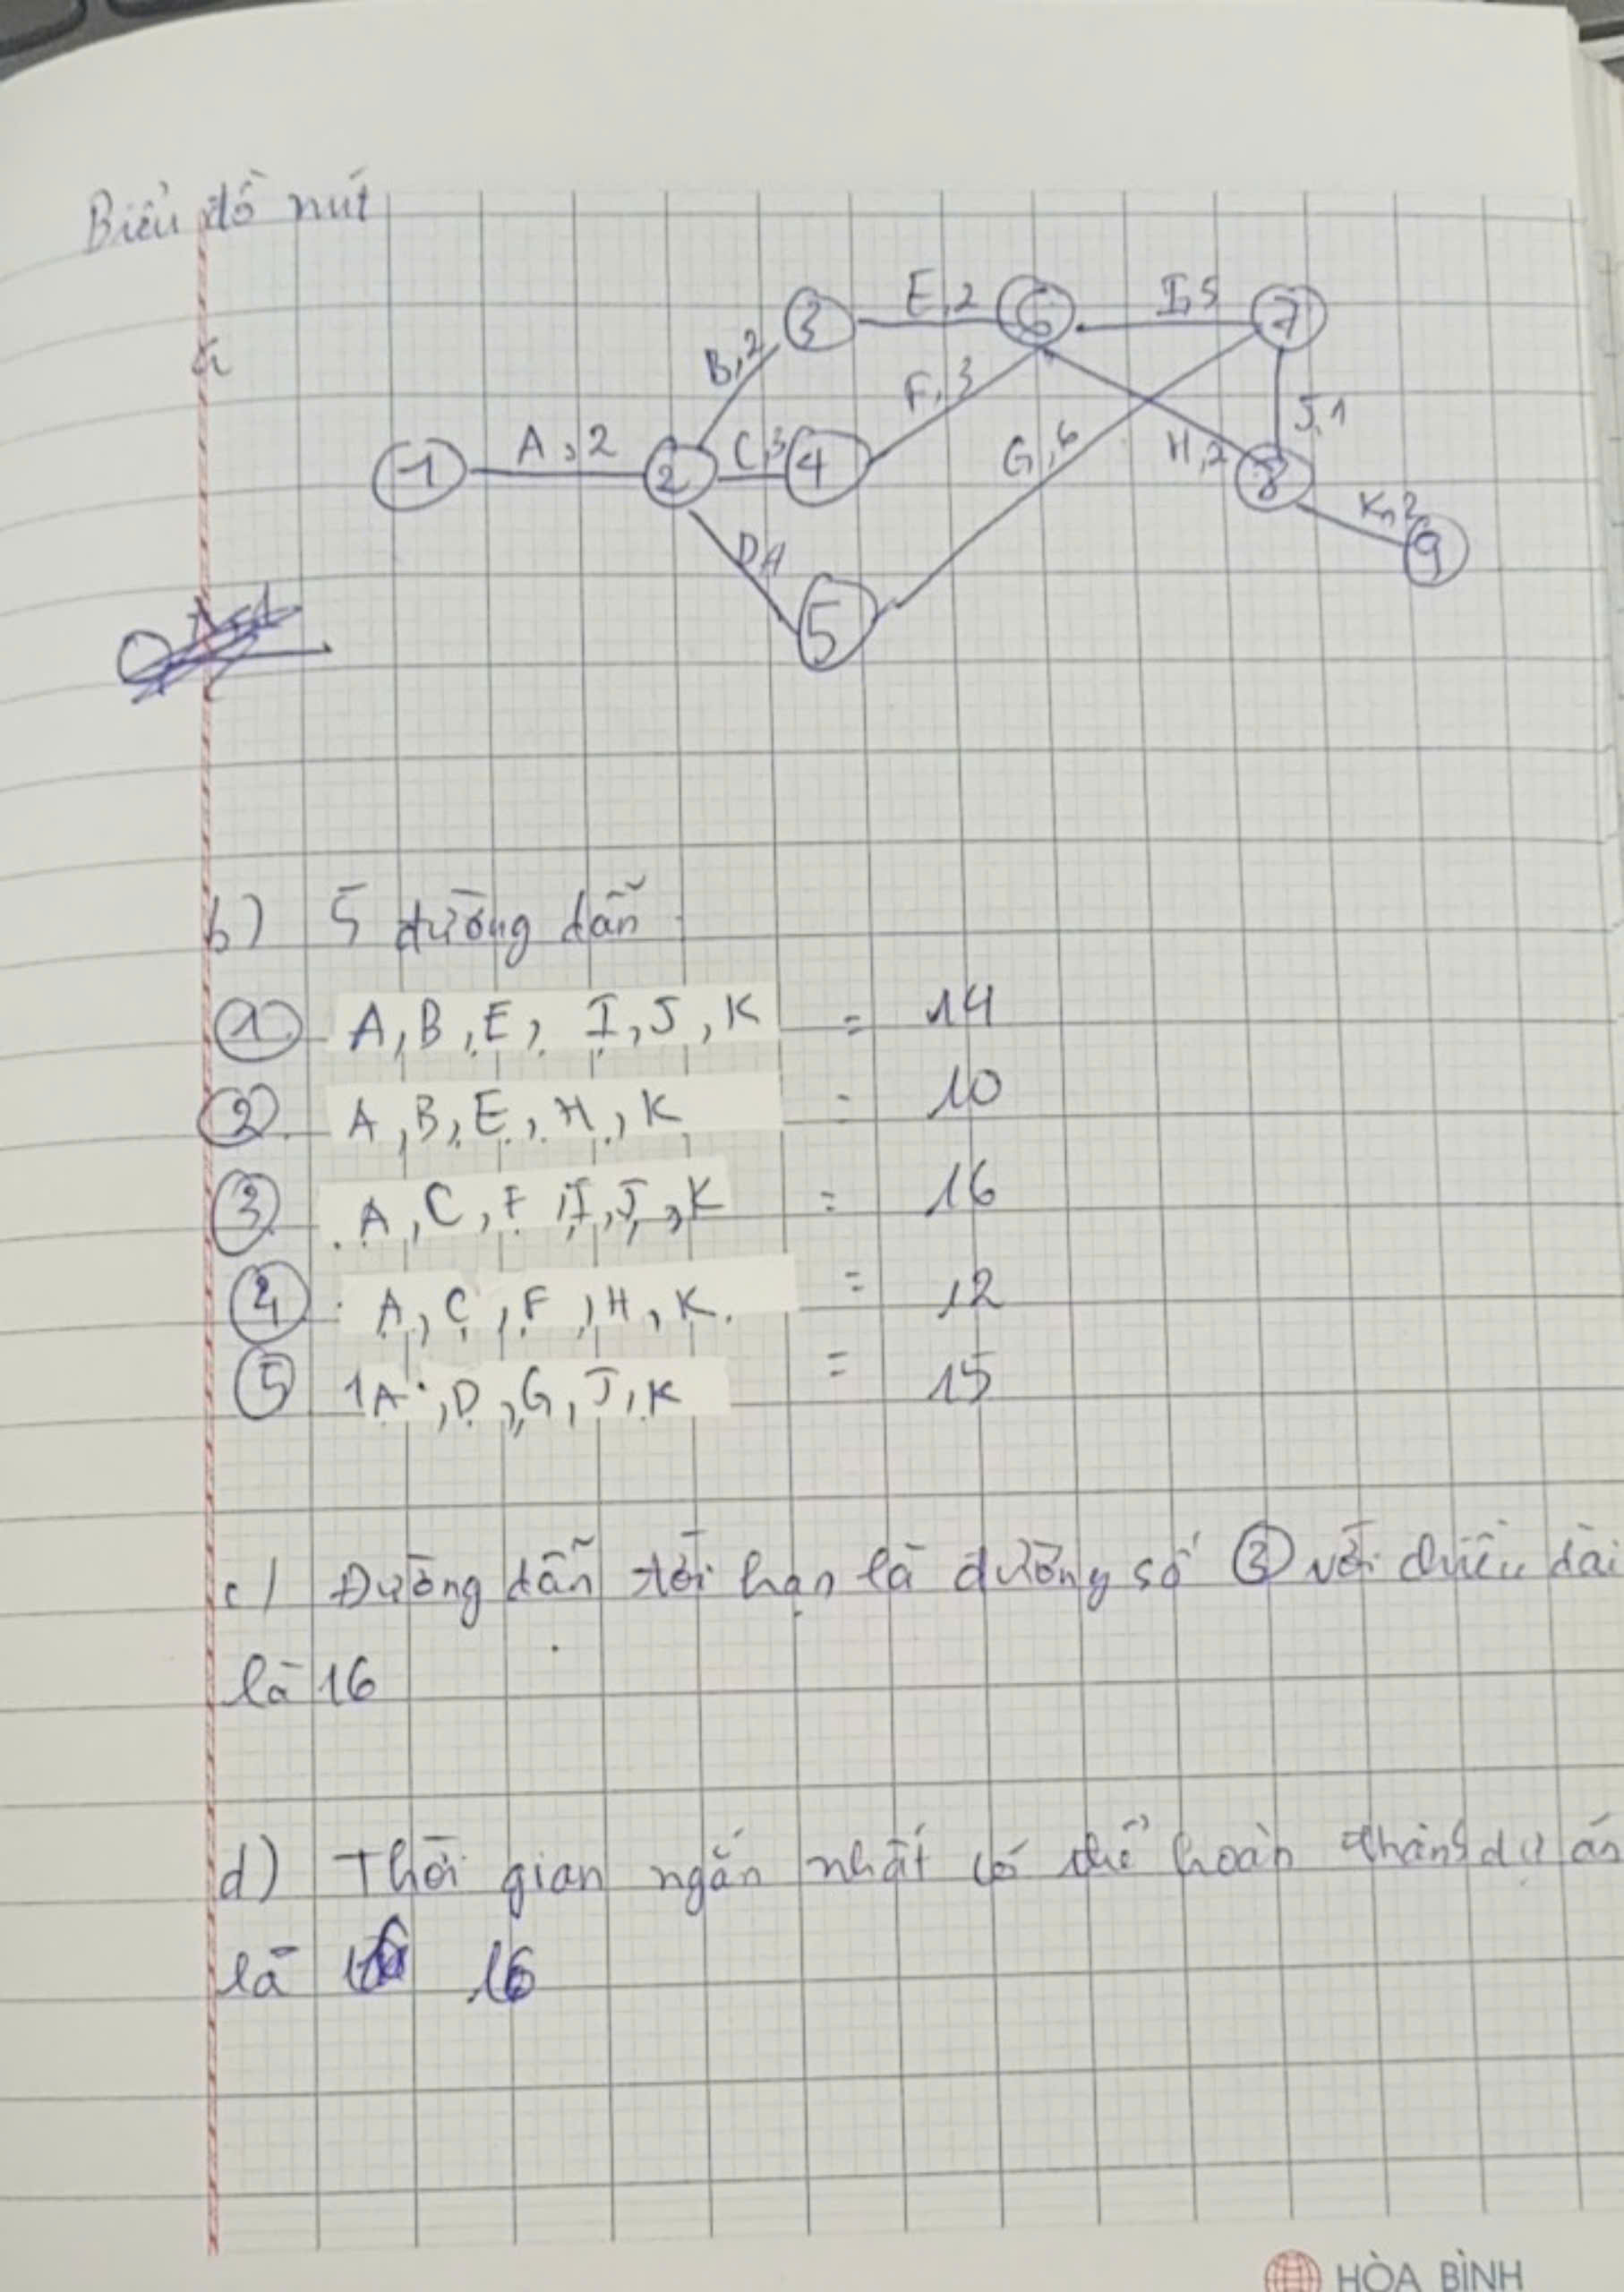 Biểu đồ nút
a
3 E,2 6 I,5 7
B,2 F,3 G,6 J,1
1 A,2 2 C,3 4 H,2 8
D,4 K,2 9
5
b) 5 đường dẫn
① A, B, E, I, J, K = 14
② A, B, E, H, K = 10
③ A, C, F, I, J, K = 16
④ A, C, F, H, K. = 12
⑤ 1A, D, G, J, K = 15
c) Đường dẫn tới hạn là đường số ③ với chiều dài
là 16
d) Thời gian ngắn nhất có thể hoàn thành dự án
là 16
HÒA BÌNH